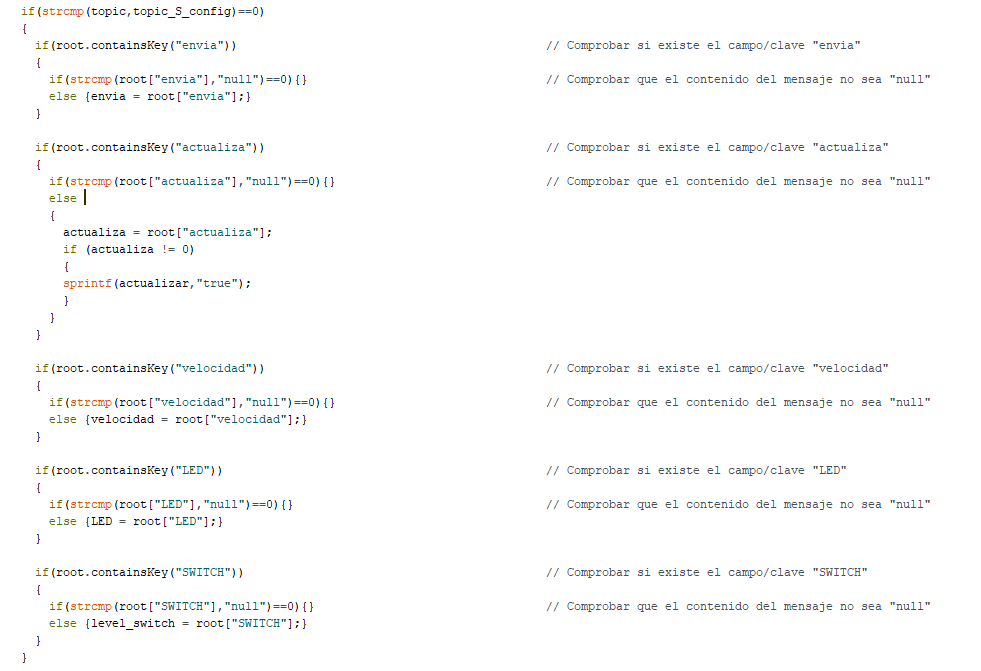 if(strcmp(topic,topic_S_config)==0)
{
if(root.containsKey("envia")) // Comprobar si existe el campo/clave "envia"
{
if(strcmp(root["envia"],"null")==0){} // Comprobar que el contenido del mensaje no sea "null"
else {envia = root["envia"];}
}
if(root.containsKey("actualiza")) // Comprobar si existe el campo/clave "actualiza"
{
if(strcmp(root["actualiza"],"null")==0){} // Comprobar que el contenido del mensaje no sea "null"
else
{
actualiza = root["actualiza"];
if (actualiza != 0)
{
sprintf(actualizar,"true");
}
}
}
if(root.containsKey("velocidad")) // Comprobar si existe el campo/clave "velocidad"
{
if(strcmp(root["velocidad"],"null")==0){} // Comprobar que el contenido del mensaje no sea "null"
else {velocidad = root["velocidad"];}
}
if(root.containsKey("LED")) // Comprobar si existe el campo/clave "LED"
{
if(strcmp(root["LED"],"null")==0){} // Comprobar que el contenido del mensaje no sea "null"
else {LED = root["LED"];}
}
if(root.containsKey("SWITCH")) // Comprobar si existe el campo/clave "SWITCH"
{
if(strcmp(root["SWITCH"],"null")==0){} // Comprobar que el contenido del mensaje no sea "null"
else {level_switch = root["SWITCH"];}
}
}